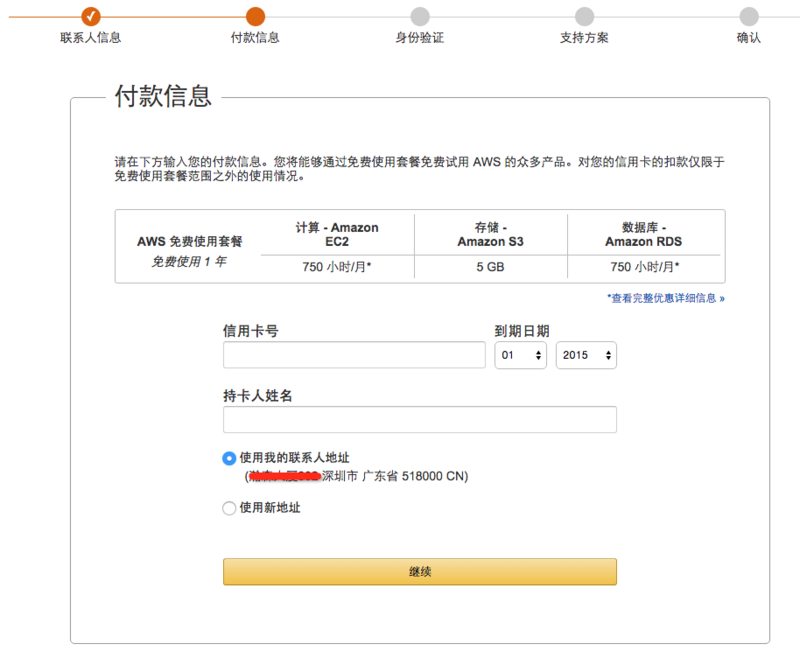 联系人信息
付款信息
身份验证
支持方案
确认
付款信息
请在下方输入您的付款信息。您将能够通过免费使用套餐免费试用 AWS 的众多产品。对您的信用卡的扣款仅限于
免费使用套餐范围之外的使用情况。
AWS 免费使用套餐
免费使用 1 年
计算 - Amazon
EC2
750 小时/月*
存储 -
Amazon S3
5 GB
数据库 -
Amazon RDS
750 小时/月*
*查看完整优惠详细信息 »
信用卡号
到期日期
01
2015
持卡人姓名
使用我的联系人地址
深圳市 广东省 518000 CN)
使用新地址
继续